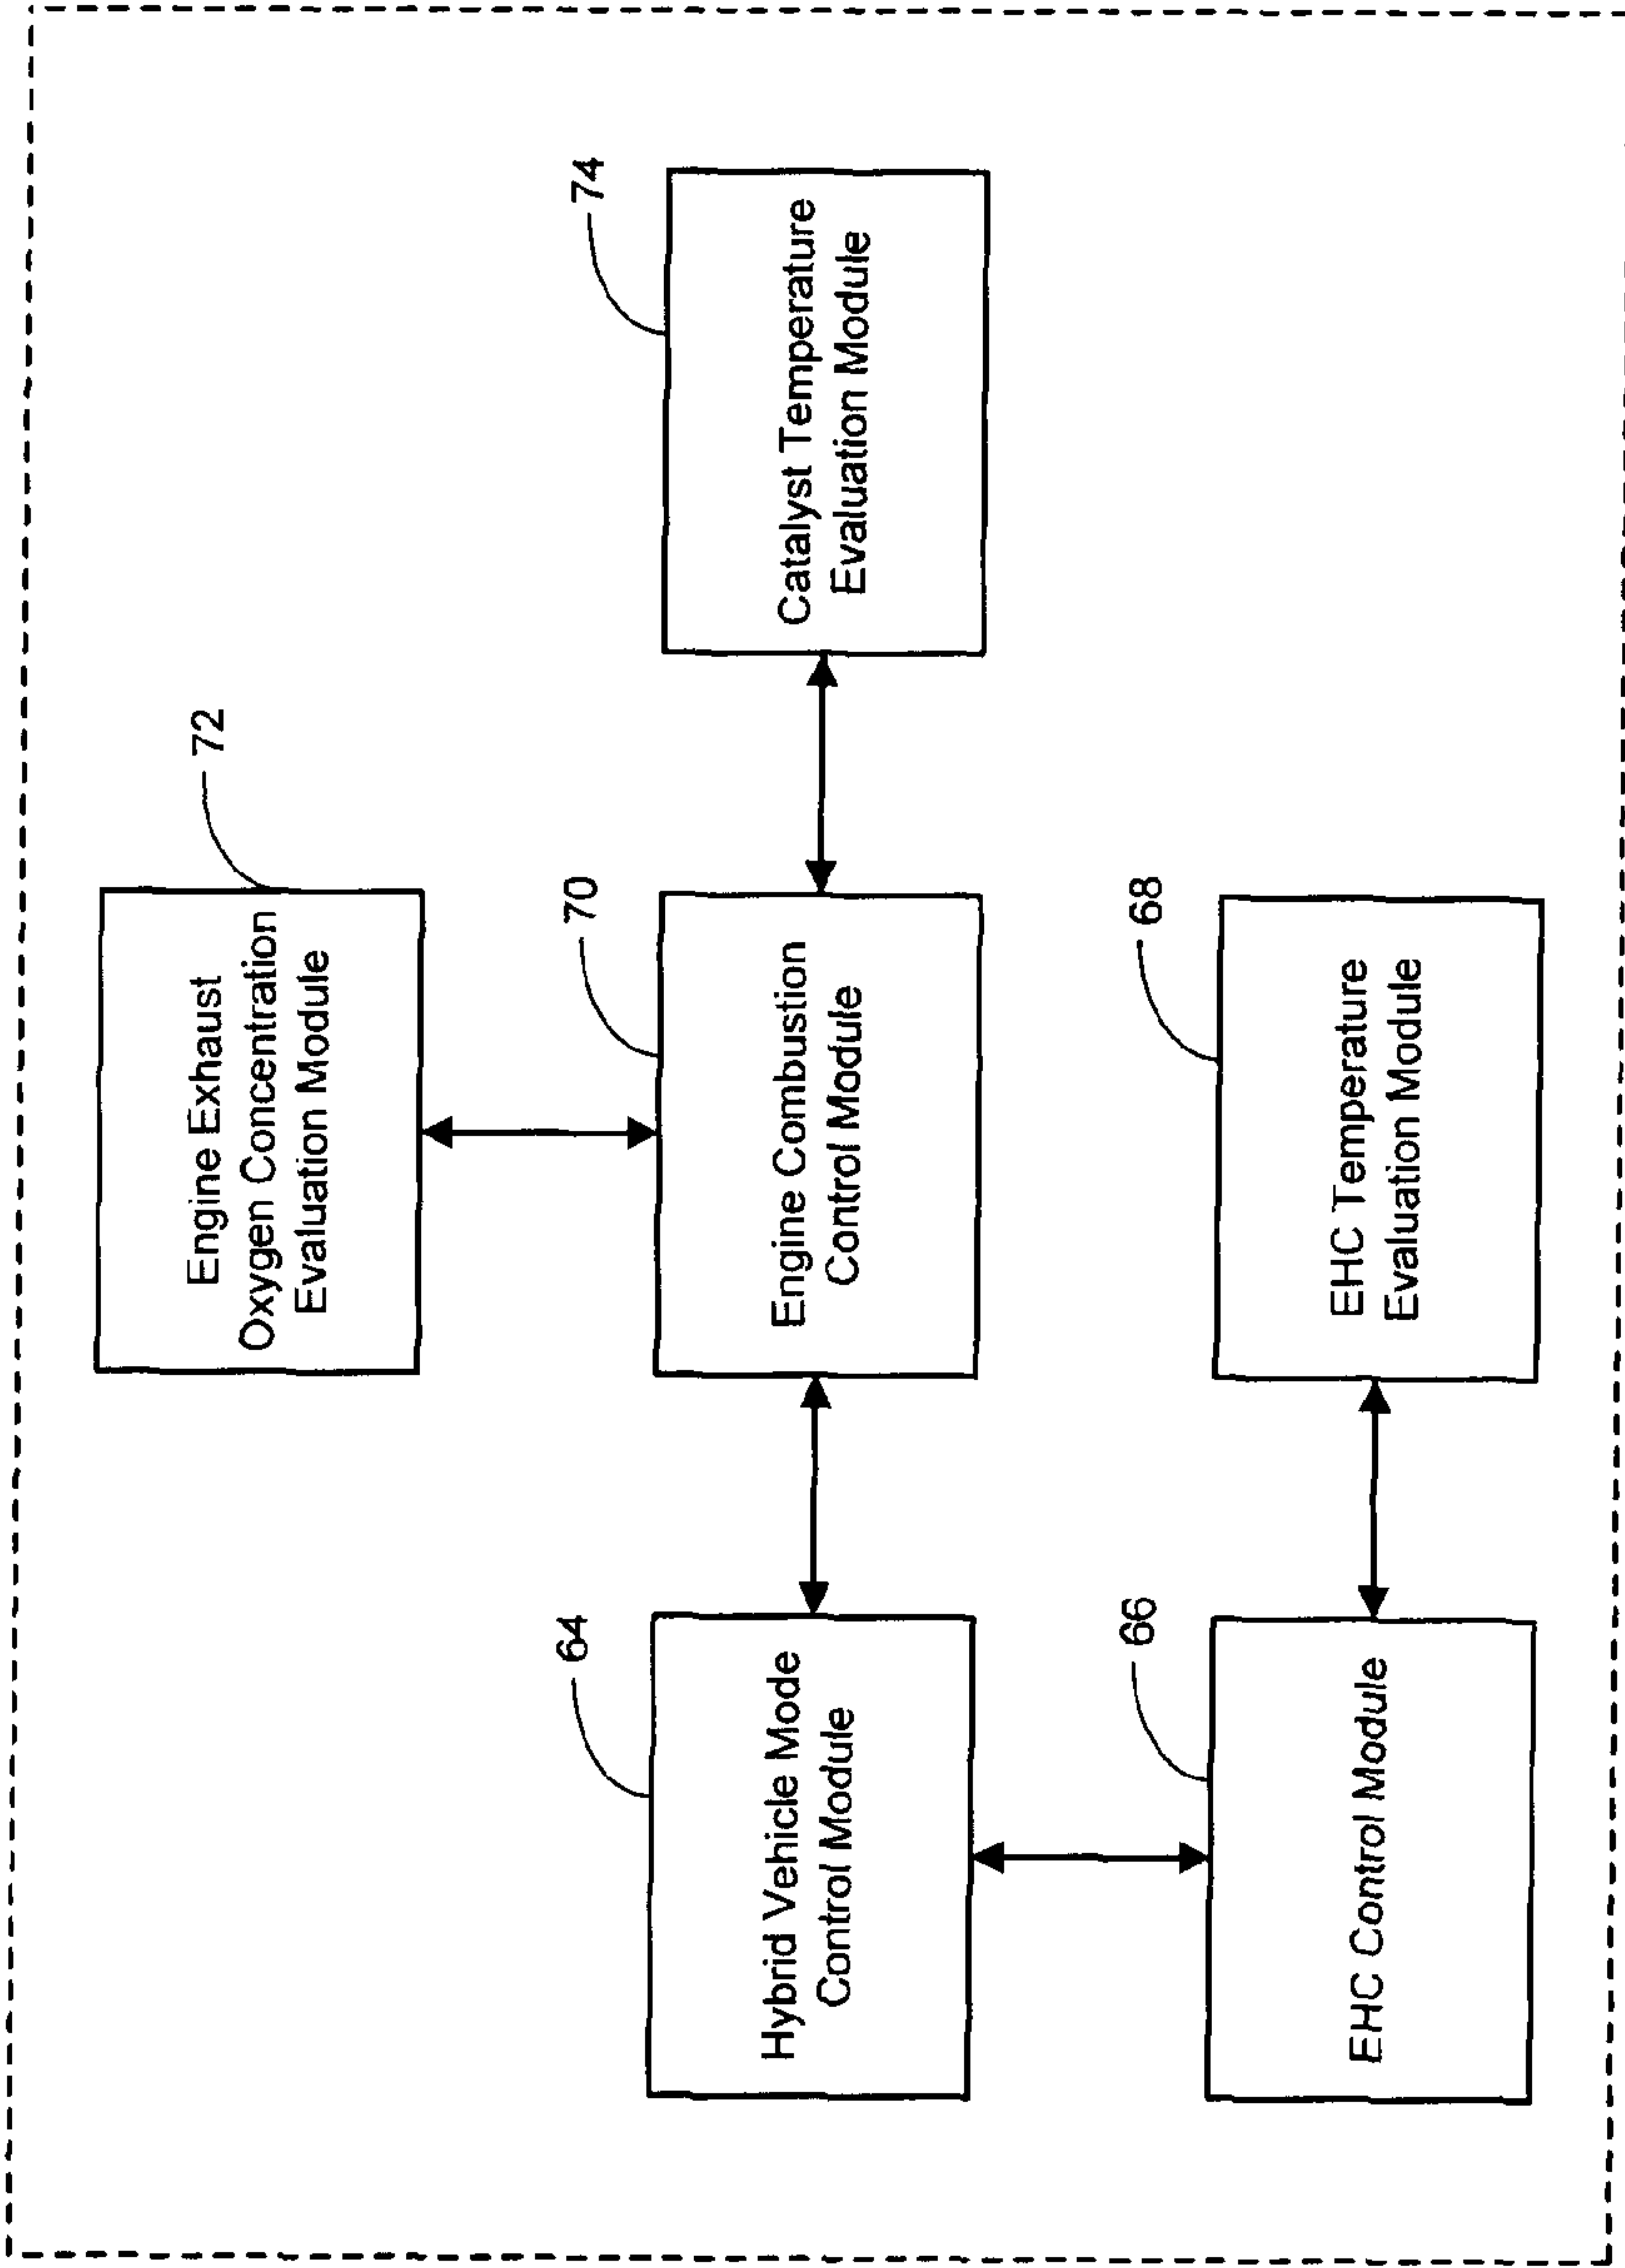 72
Engine Exhaust
Oxygen Concentration
Evaluation Module
64
Hybrid Vehicle Mode
Control Module
70
Engine Combustion
Control Module
74
Catalyst Temperature
Evaluation Module
66
EHC Control Module
68
EHC Temperature
Evaluation Module